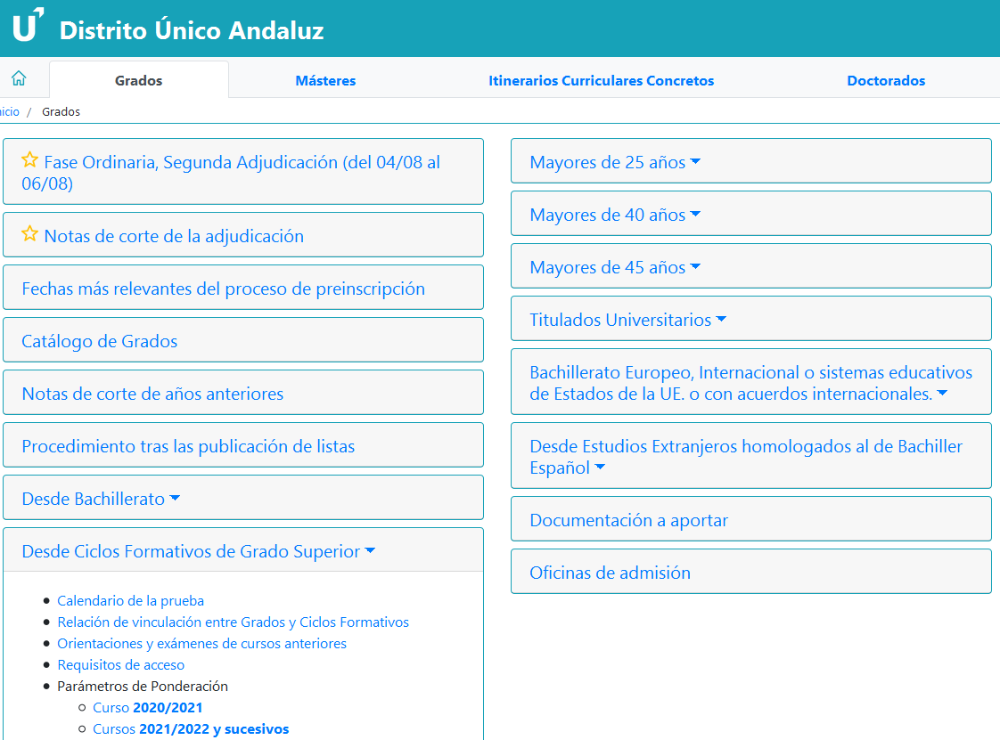 Distrito Único Andaluz
Grados
Másteres
Itinerarios Curriculares Concretos
Doctorados
nicio / Grados
Fase Ordinaria, Segunda Adjudicación (del 04/08 al
06/08)
Notas de corte de la adjudicación
Fechas más relevantes del proceso de preinscripción
Catálogo de Grados
Notas de corte de años anteriores
Procedimiento tras las publicación de listas
Desde Bachillerato
Desde Ciclos Formativos de Grado Superior
Calendario de la prueba
Relación de vinculación entre Grados y Ciclos Formativos
Orientaciones y exámenes de cursos anteriores
Requisitos de acceso
Parámetros de Ponderación
Curso 2020/2021
Cursos 2021/2022 y sucesivos
Mayores de 25 años
Mayores de 40 años
Mayores de 45 años
Titulados Universitarios
Bachillerato Europeo, Internacional o sistemas educativos
de Estados de la UE. o con acuerdos internacionales.
Desde Estudios Extranjeros homologados al de Bachiller
Español
Documentación a aportar
Oficinas de admisión